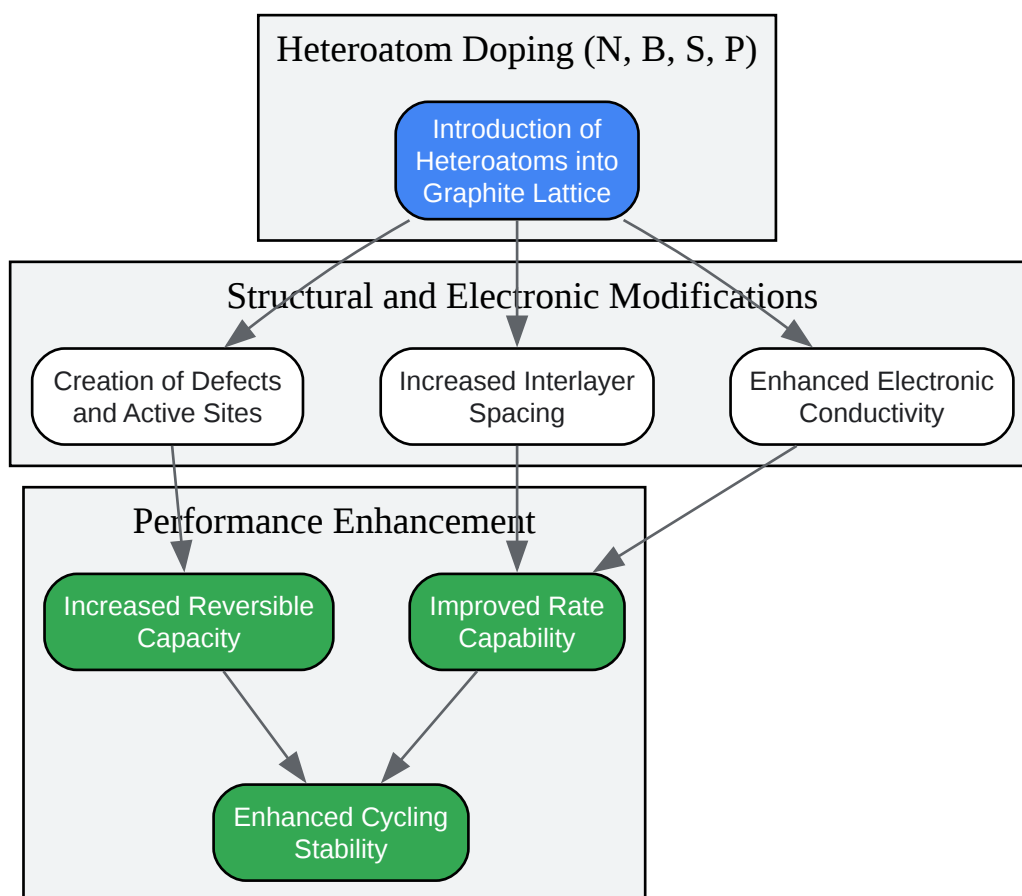 Heteroatom Doping (N, B, S, P)
Introduction of
Heteroatoms into
Graphite Lattice
Structural and Electronic Modifications
Creation of Defects
and Active Sites
Increased Interlayer
Spacing
Enhanced Electronic
Conductivity
Performance Enhancement
Increased Reversible
Capacity
Improved Rate
Capability
Enhanced Cycling
Stability